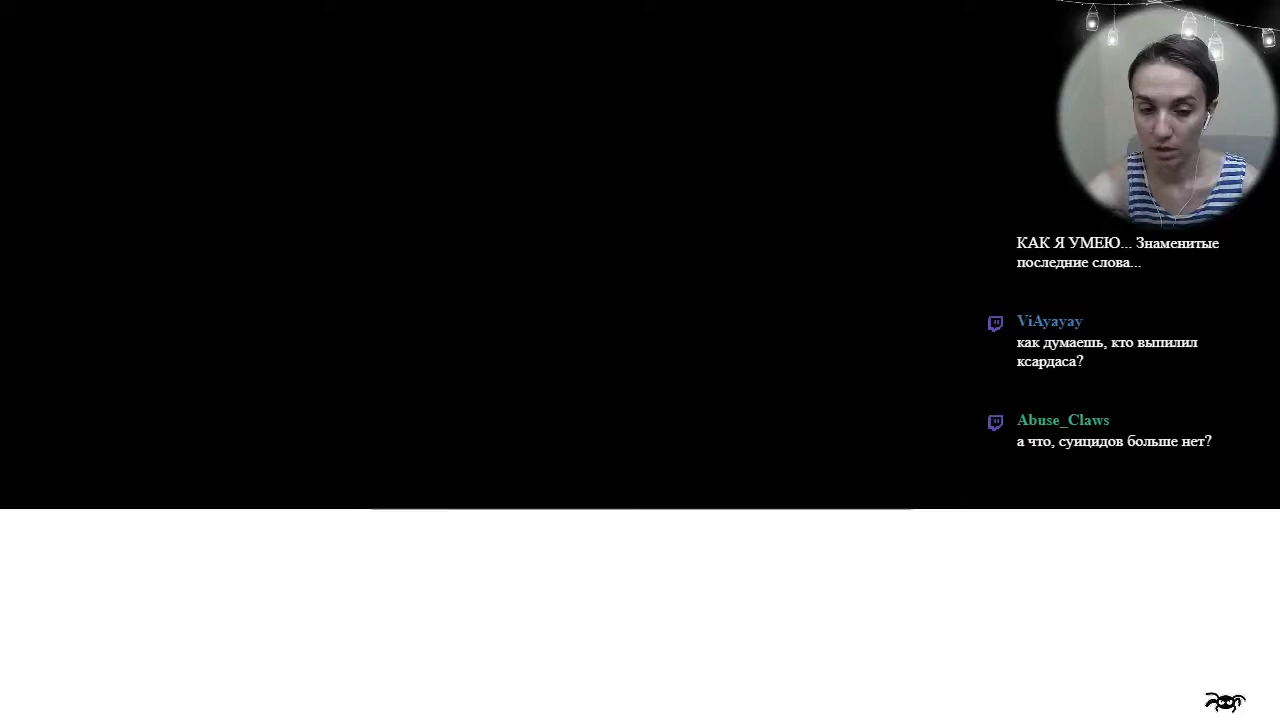 КАК Я УМЕЮ... Знаменитые
последние слова...
ViAyayay
как думаешь, кто выпилил
ксардаса?
Abuse_Claws
а что, суицидов больше нет?